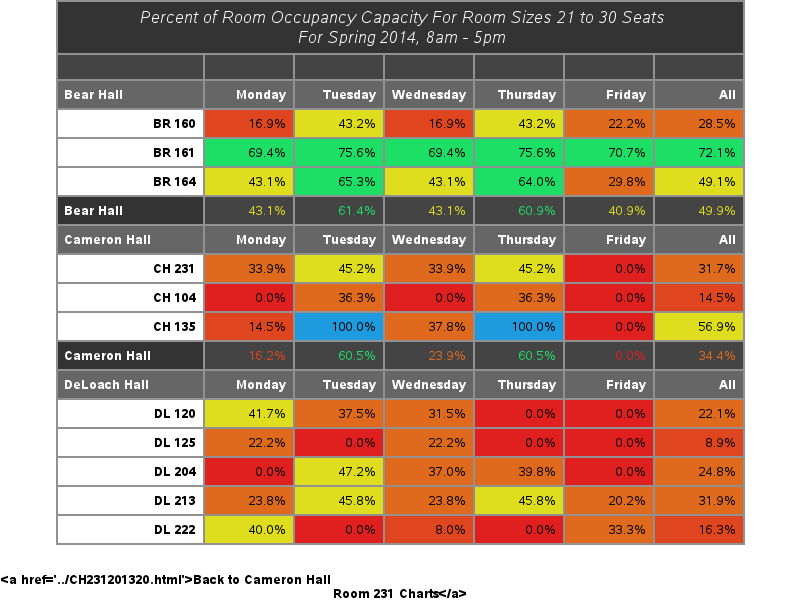 Percent of Room Occupancy Capacity For Room Sizes 21 to 30 Seats
For Spring 2014, 8am - 5pm
Bear Hall Monday Tuesday Wednesday Thursday Friday All
BR 160 16.9% 43.2% 16.9% 43.2% 22.2% 28.5%
BR 161 69.4% 75.6% 69.4% 75.6% 70.7% 72.1%
BR 164 43.1% 65.3% 43.1% 64.0% 29.8% 49.1%
Bear Hall 43.1% 61.4% 43.1% 60.9% 40.9% 49.9%
Cameron Hall Monday Tuesday Wednesday Thursday Friday All
CH 231 33.9% 45.2% 33.9% 45.2% 0.0% 31.7%
CH 104 0.0% 36.3% 0.0% 36.3% 0.0% 14.5%
CH 135 14.5% 100.0% 37.8% 100.0% 0.0% 56.9%
Cameron Hall 16.2% 60.5% 23.9% 60.5% 0.0% 34.4%
DeLoach Hall Monday Tuesday Wednesday Thursday Friday All
DL 120 41.7% 37.5% 31.5% 0.0% 0.0% 22.1%
DL 125 22.2% 0.0% 22.2% 0.0% 0.0% 8.9%
DL 204 0.0% 47.2% 37.0% 39.8% 0.0% 24.8%
DL 213 23.8% 45.8% 23.8% 45.8% 20.2% 31.9%
DL 222 40.0% 0.0% 8.0% 0.0% 33.3% 16.3%
<a href='../CH231201320.html'>Back to Cameron Hall
Room 231 Charts</a>